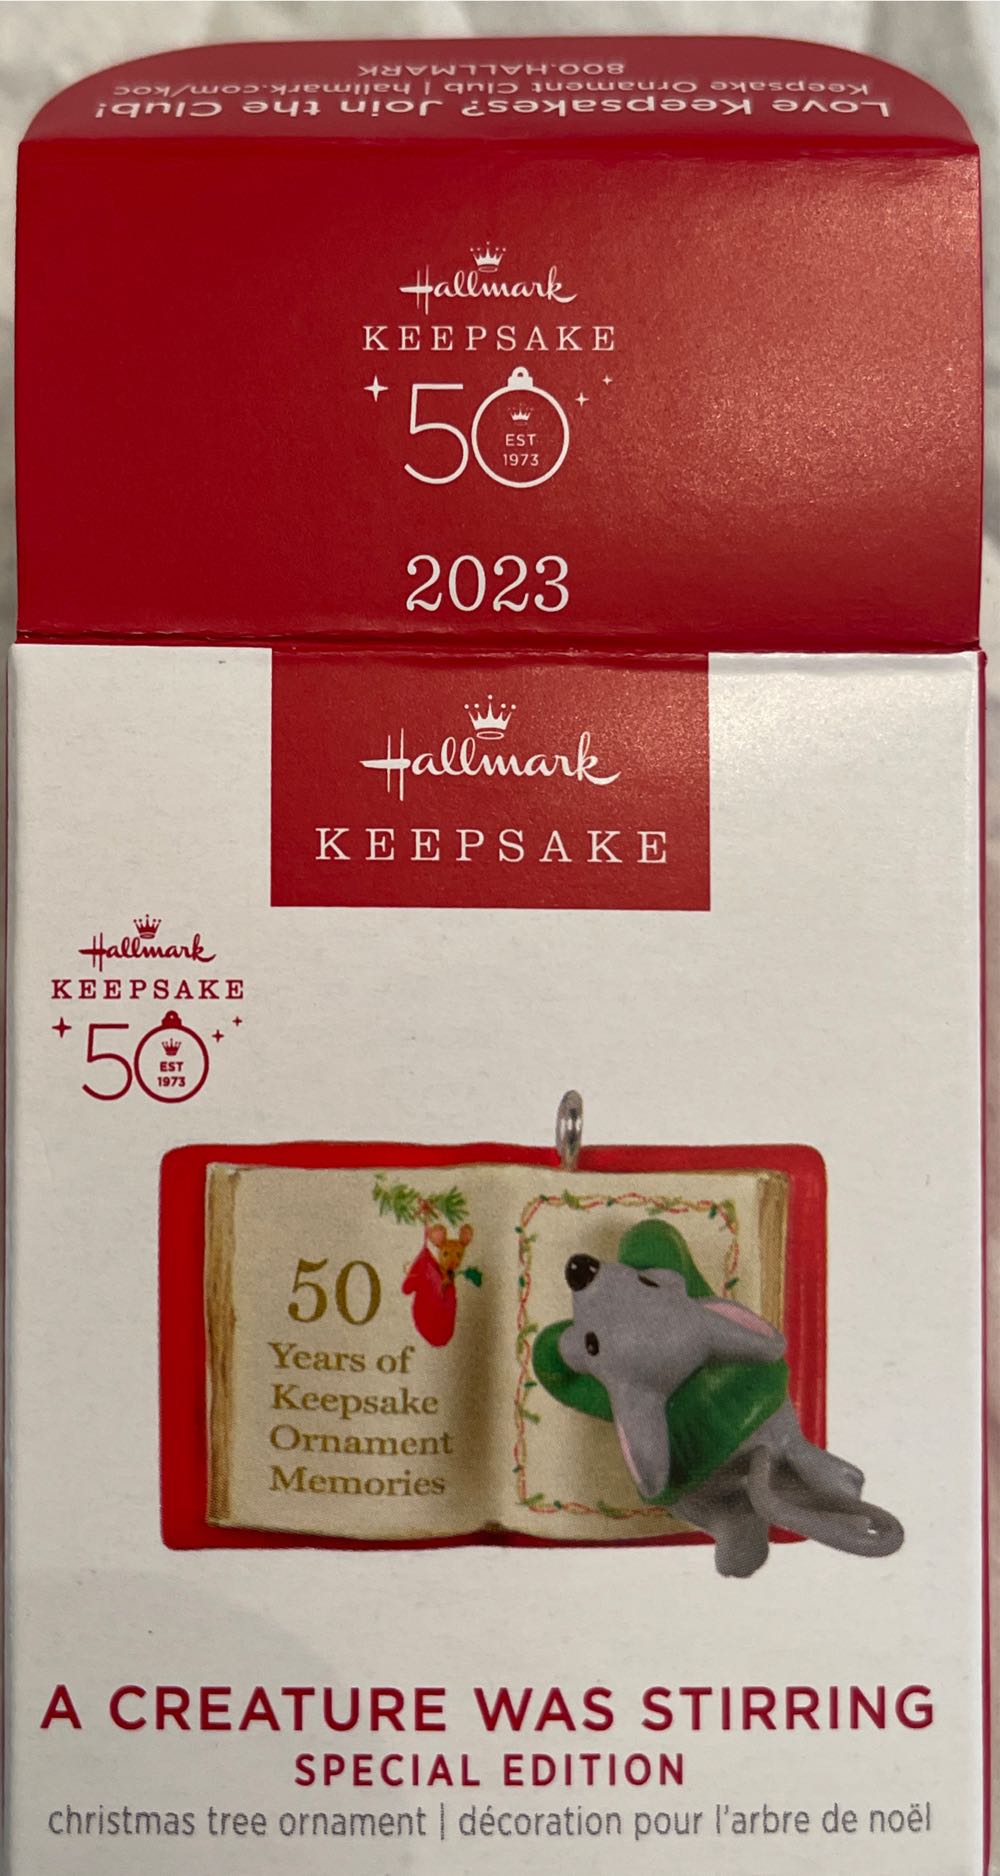 Love Keepsakes? Join the Club!
Keepsake Ornament Club | hallmark.com/koc
800.HALLMARK
Hallmark
KEEPSAKE
50
EST
1973
2023
Hallmark
KEEPSAKE
Hallmark
KEEPSAKE
50
EST
1973
50
Years of
Keepsake
Ornament
Memories
A CREATURE WAS STIRRING
SPECIAL EDITION
christmas tree ornament | décoration pour l'arbre de noël